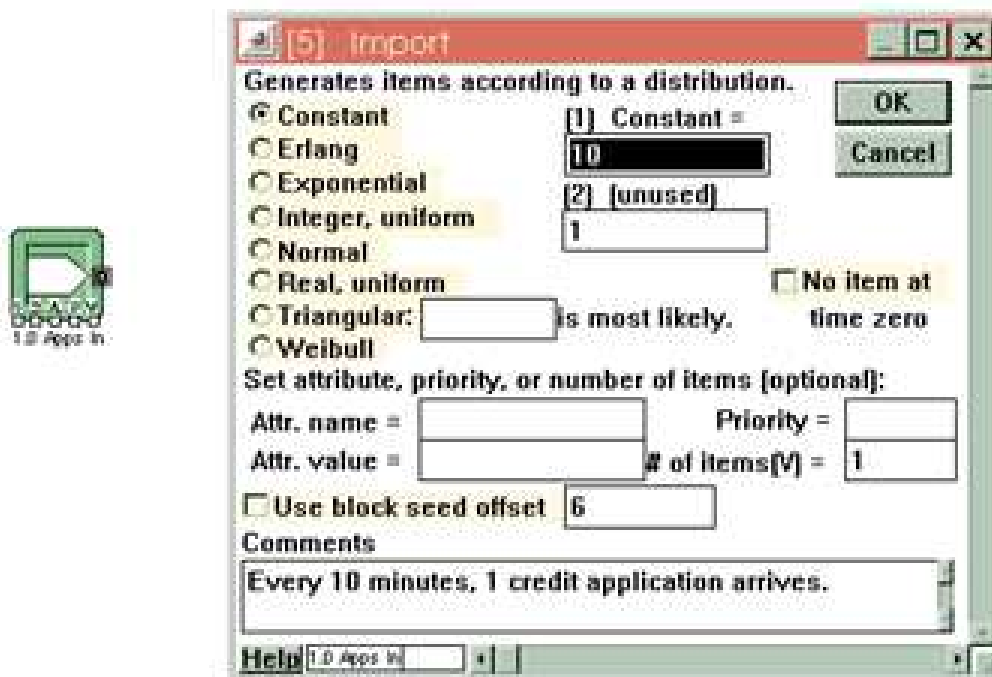 [5] Import
Generates items according to a distribution.
OK
Cancel
Constant
Erlang
Exponential
Integer, uniform
Normal
Real, uniform
Triangular: is most likely.
Weibull
(1) Constant =
10
(2) (unused)
1
No item at
time zero
Set attribute, priority, or number of items (optional):
Attr. name =
Priority =
Attr. value =
# of items(V) = 1
Use block seed offset 6
Comments
Every 10 minutes, 1 credit application arrives.
Help 1.0 Apps In
1.0 Apps In